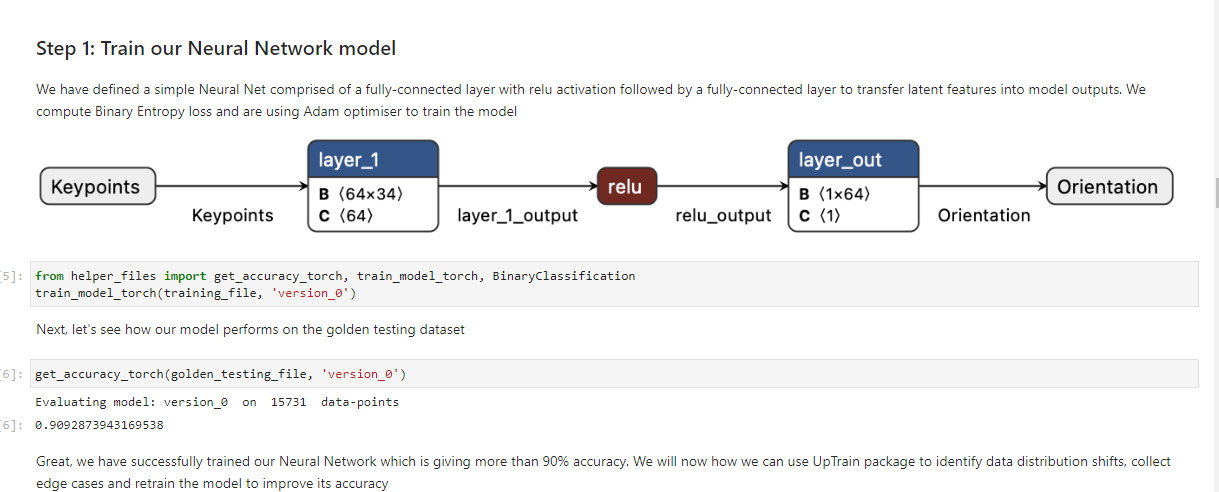 Step 1: Train our Neural Network model
We have defined a simple Neural Net comprised of a fully-connected layer with relu activation followed by a fully-connected layer to transfer latent features into model outputs. We
compute Binary Entropy loss and are using Adam optimiser to train the model
Keypoints
Keypoints
layer_1
B ⟨64×34⟩
C ⟨64⟩
layer_1_output
relu
relu_output
layer_out
B ⟨1×64⟩
C ⟨1⟩
Orientation
Orientation
5]:
from helper_files import get_accuracy_torch, train_model_torch, BinaryClassification
train_model_torch(training_file, 'version_0')
Next, let's see how our model performs on the golden testing dataset
6]:
get_accuracy_torch(golden_testing_file, 'version_0')
Evaluating model: version_0 on 15731 data-points
6]:
0.9092873943169538
Great, we have successfully trained our Neural Network which is giving more than 90% accuracy. We will now how we can use UpTrain package to identify data distribution shifts, collect
edge cases and retrain the model to improve its accuracy